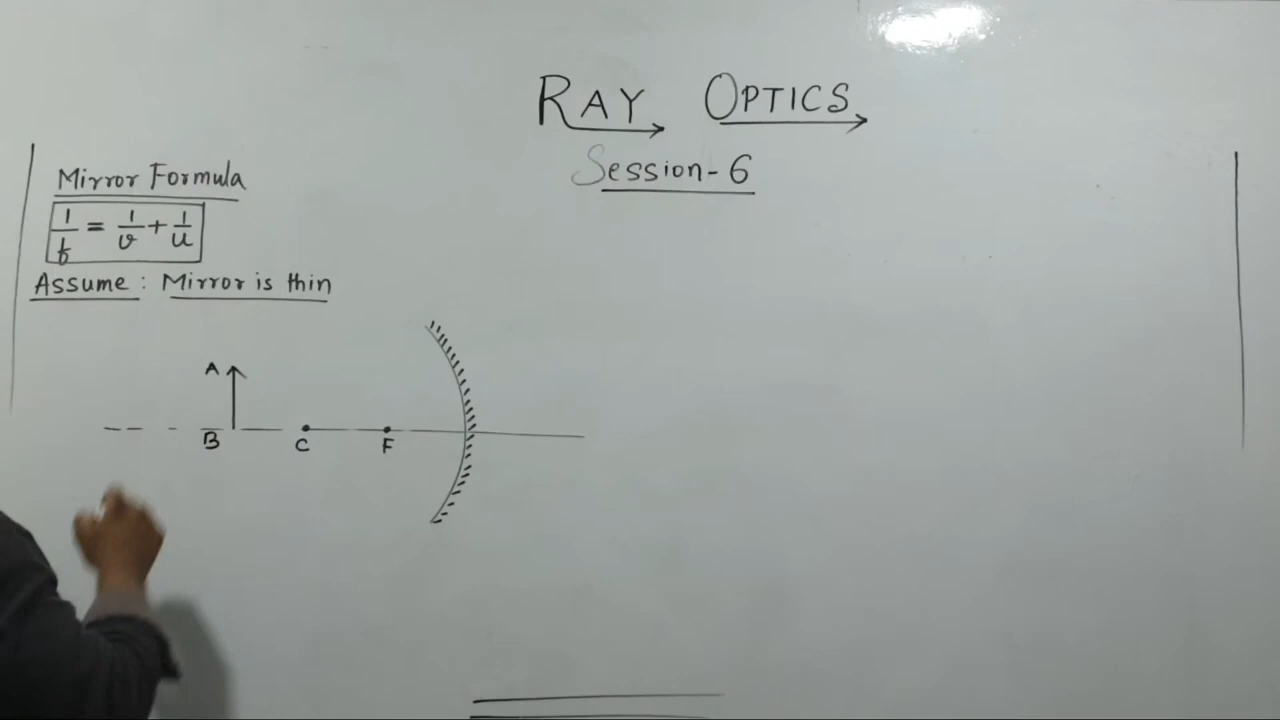 RAY OPTICS
Session-6
Mirror Formula
1/f = 1/v + 1/u
Assume : Mirror is thin
A
B C F